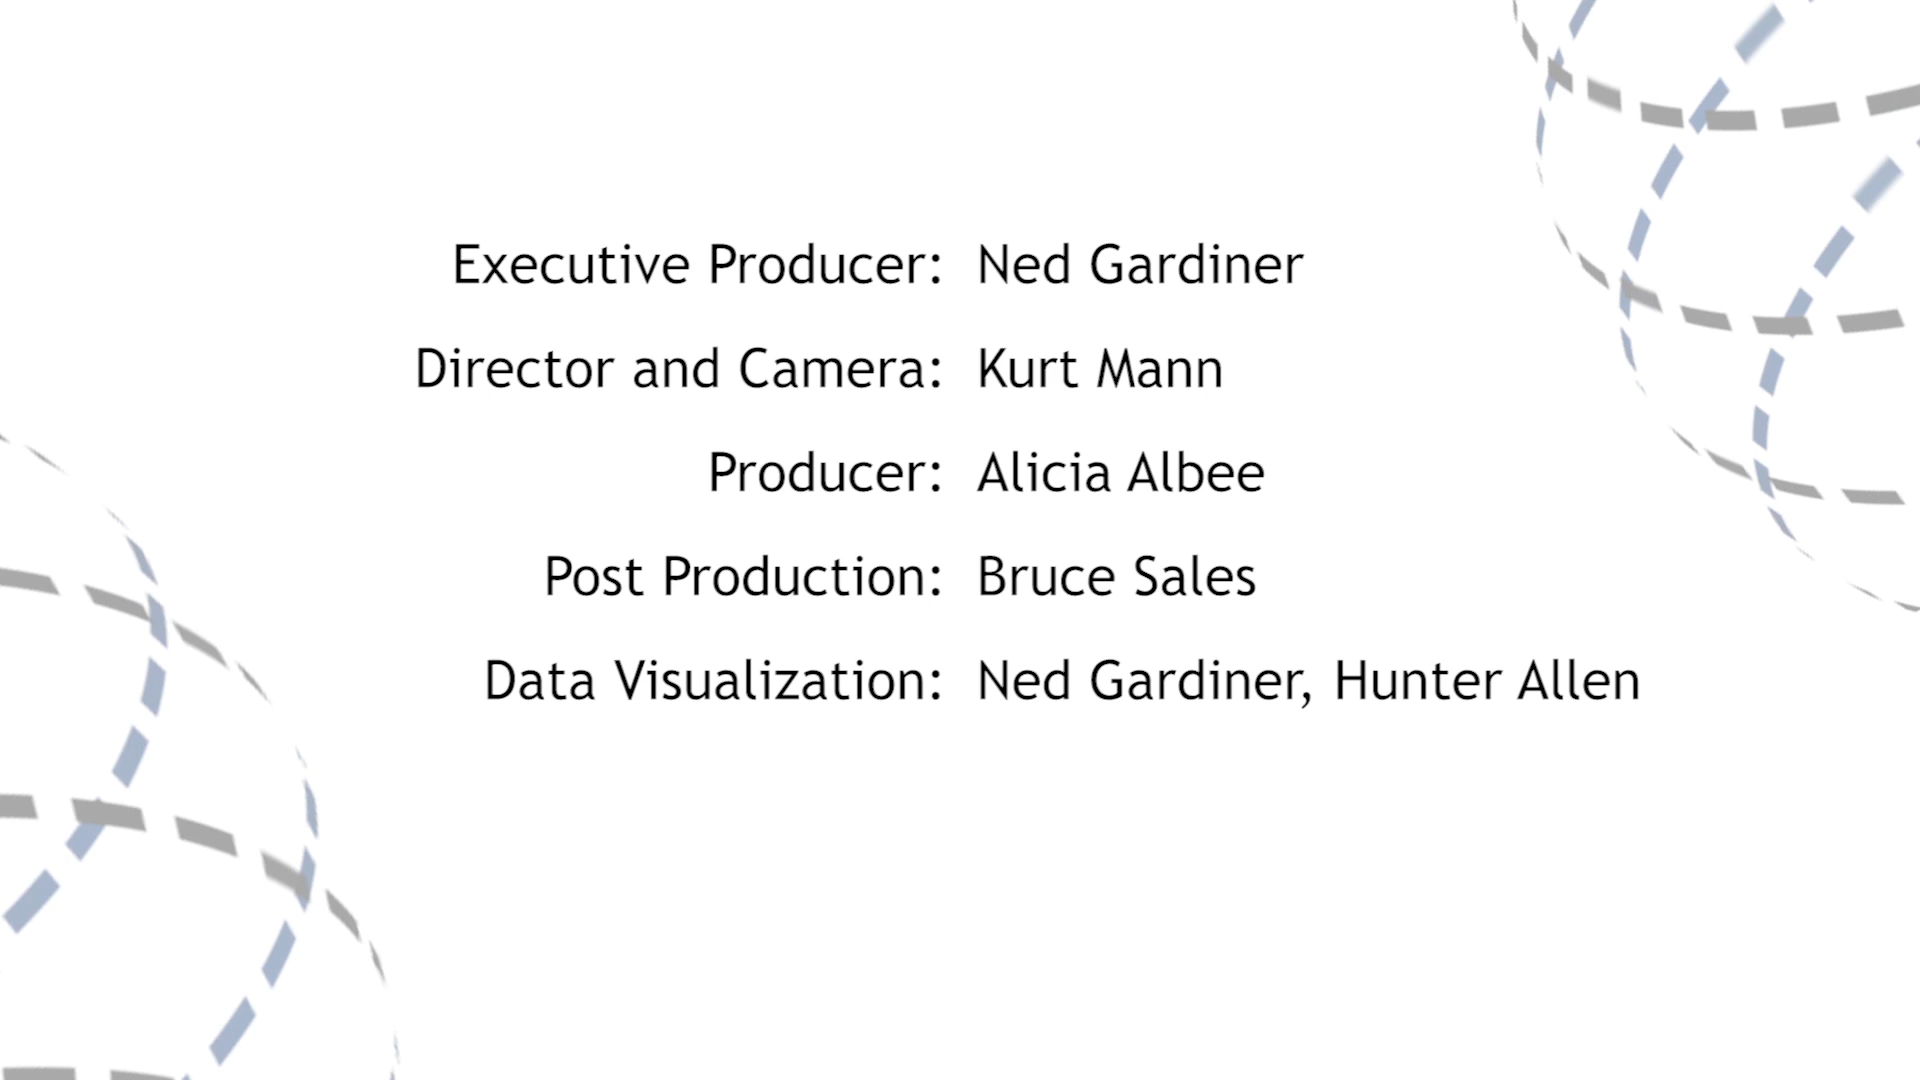 Executive Producer: Ned Gardiner
Director and Camera: Kurt Mann
Producer: Alicia Albee
Post Production: Bruce Sales
Data Visualization: Ned Gardiner, Hunter Allen